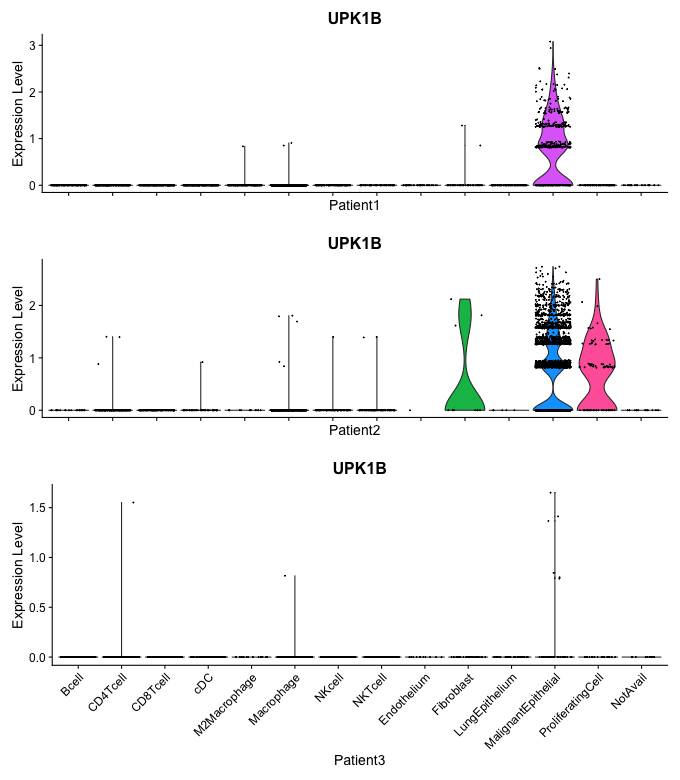 UPK1B
Expression Level
3
2
1
0
Patient1
UPK1B
Expression Level
2
1
0
Patient2
UPK1B
Expression Level
1.5
1.0
0.5
0.0
Bcell
CD4Tcell
CD8Tcell
cDC
M2Macrophage
Macrophage
NKcell
NKTcell
Endothelium
Fibroblast
LungEpithelium
MalignantEpithelial
ProliferatingCell
NotAvail
Patient3